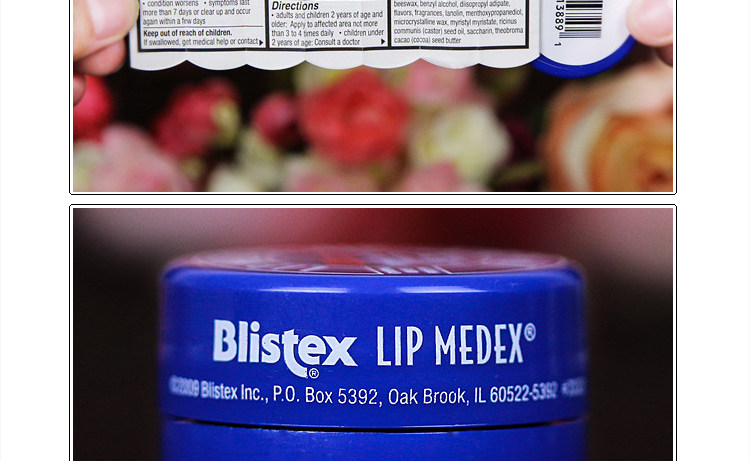 • condition worsens • symptoms last
more than 7 days or clear up and occur
again within a few days
Keep out of reach of children.
If swallowed, get medical help or contact
Directions
• adults and children 2 years of age and
older: Apply to affected area not more
than 3 to 4 times daily • children under
2 years of age: Consult a doctor
beeswax, benzyl alcohol, diisopropyl adipate,
flavors, fragrances, lanolin, menthoxypropanediol,
microcrystalline wax, myristyl myristate, ricinus
communis (castor) seed oil, saccharin, theobroma
cacao (cocoa) seed butter
13889 1
Blistex® LIP MEDEX®
©2009 Blistex Inc., P.O. Box 5392, Oak Brook, IL 60522-5392